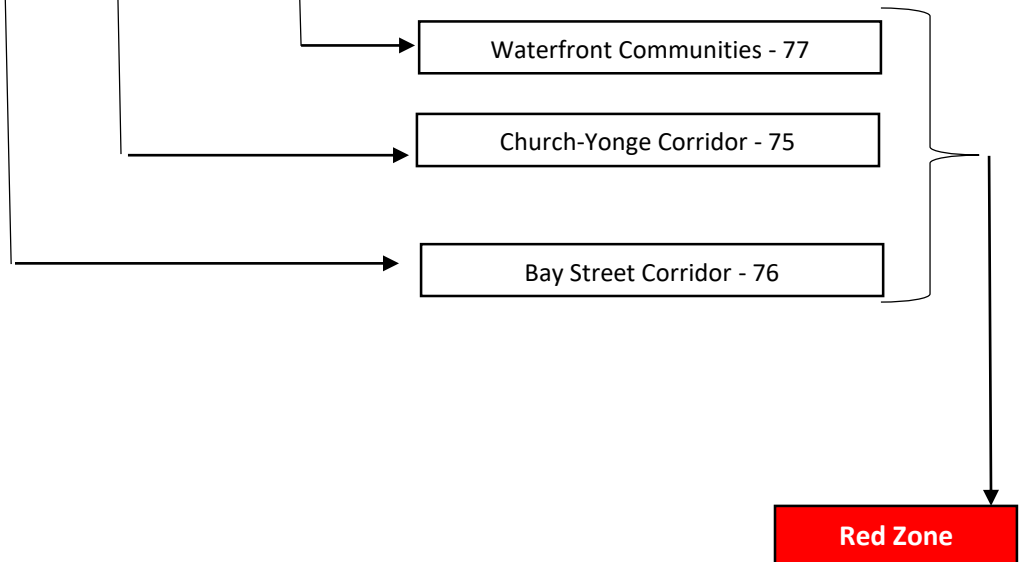 Waterfront Communities - 77
Church-Yonge Corridor - 75
Bay Street Corridor - 76
Red Zone